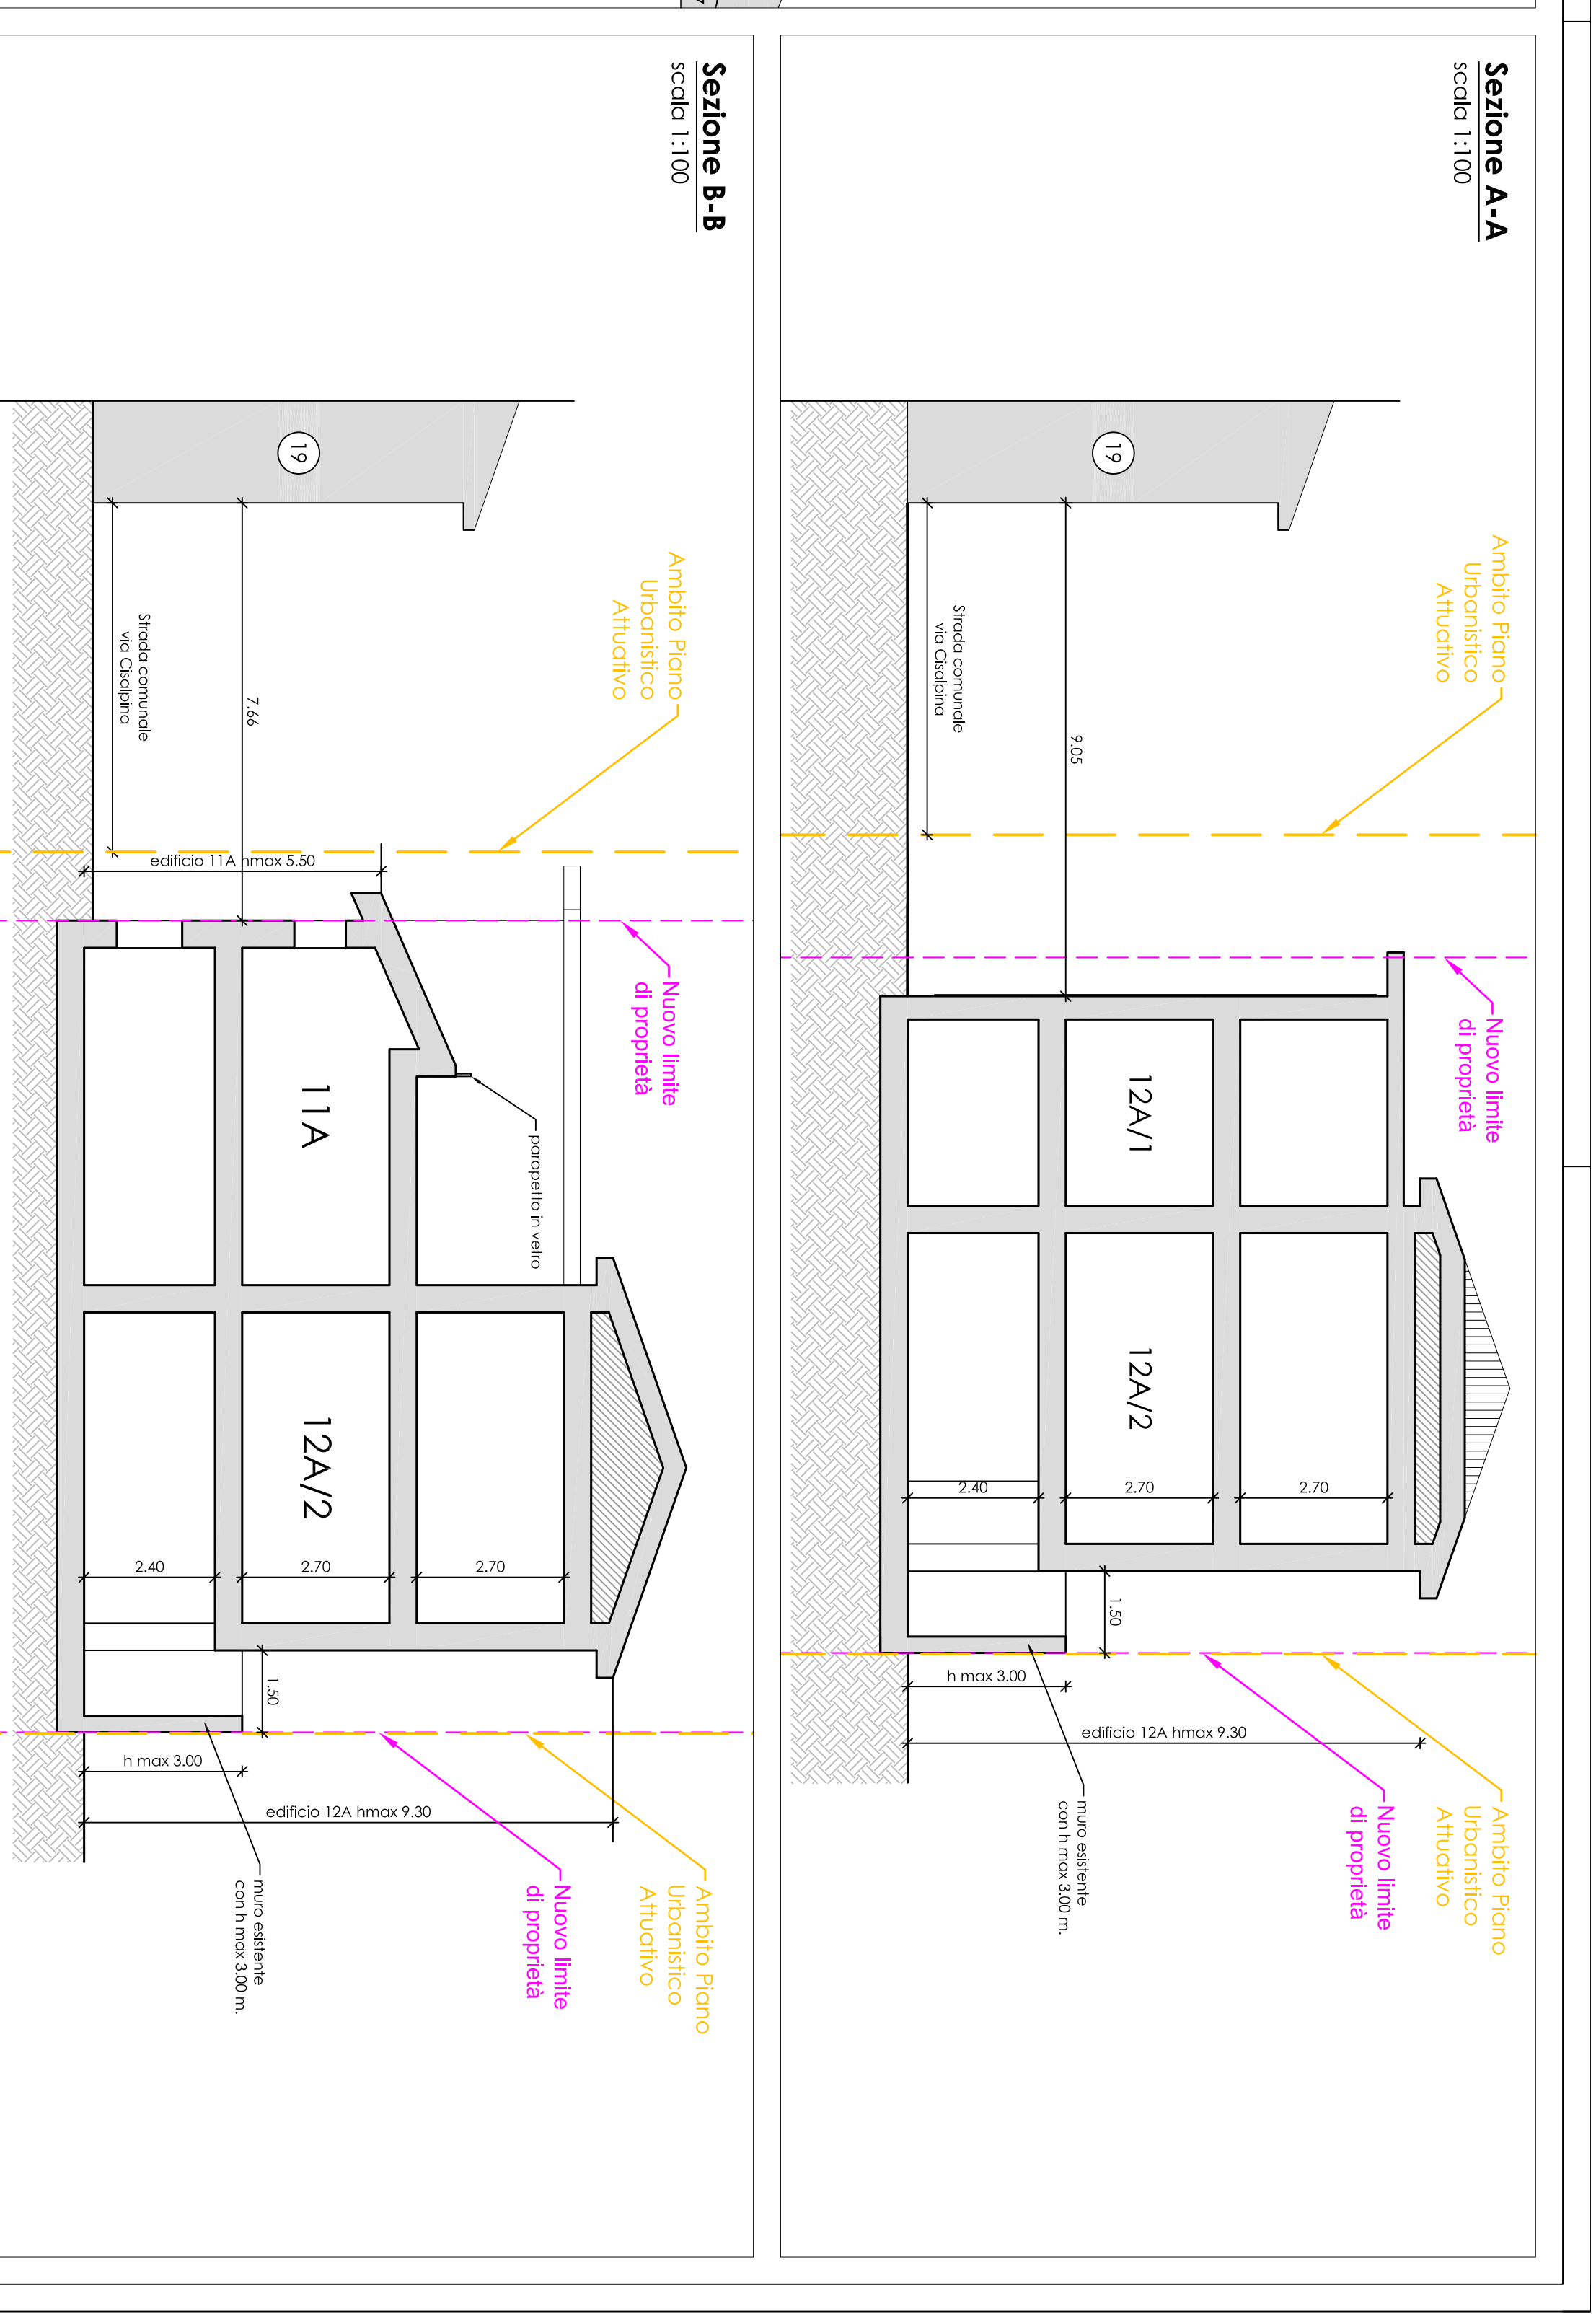 Sezione A-A
scala 1:100
19
Ambito Piano
Urbanistico
Attuativo
Strada comunale
via Cisalpina
9.05
Nuovo limite
di proprietà
12A/1
12A/2
2.40
2.70
2.70
1.50
h max 3.00
edificio 12A hmax 9.30
muro esistente
con h max 3.00 m.
Nuovo limite
di proprietà
Ambito Piano
Urbanistico
Attuativo
Sezione B-B
scala 1:100
19
Ambito Piano
Urbanistico
Attuativo
Strada comunale
via Cisalpina
7.66
edificio 11A hmax 5.50
Nuovo limite
di proprietà
parapetto in vetro
11A
12A/2
2.40
2.70
2.70
1.50
h max 3.00
edificio 12A hmax 9.30
muro esistente
con h max 3.00 m.
Nuovo limite
di proprietà
Ambito Piano
Urbanistico
Attuativo